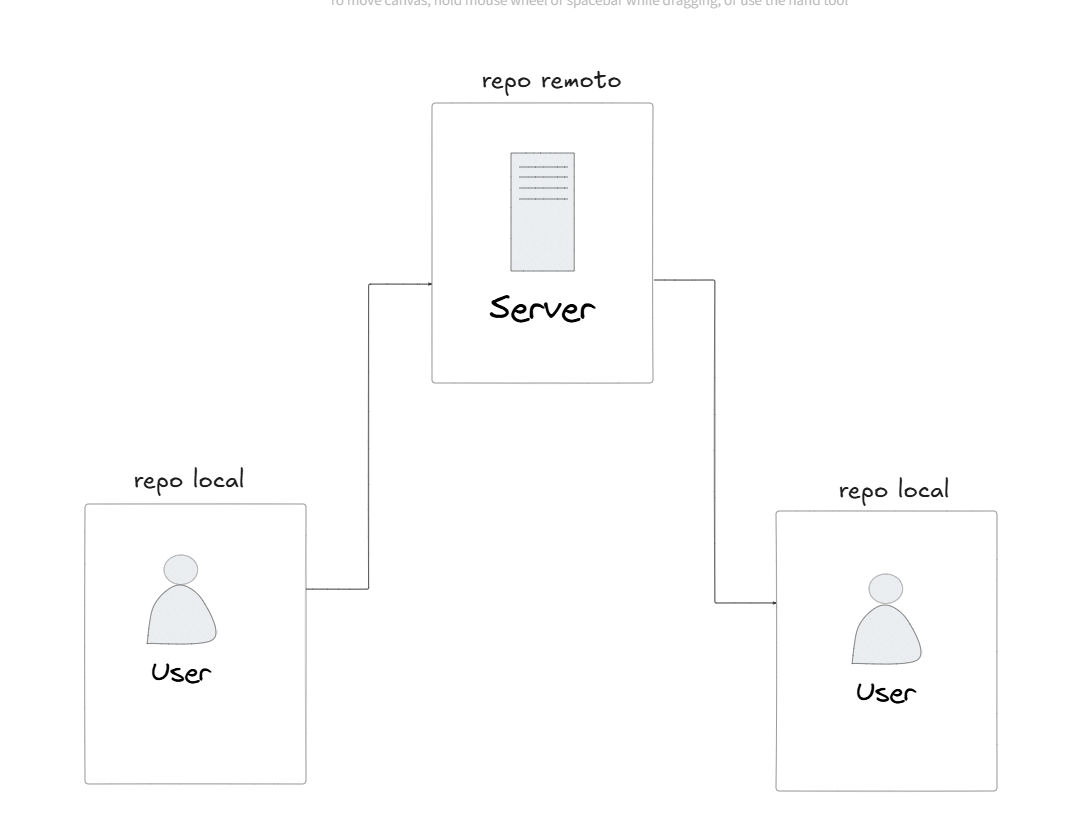 To move canvas, hold mouse wheel or spacebar while dragging, or use the hand tool
repo remoto
Server
repo local
User
repo local
User